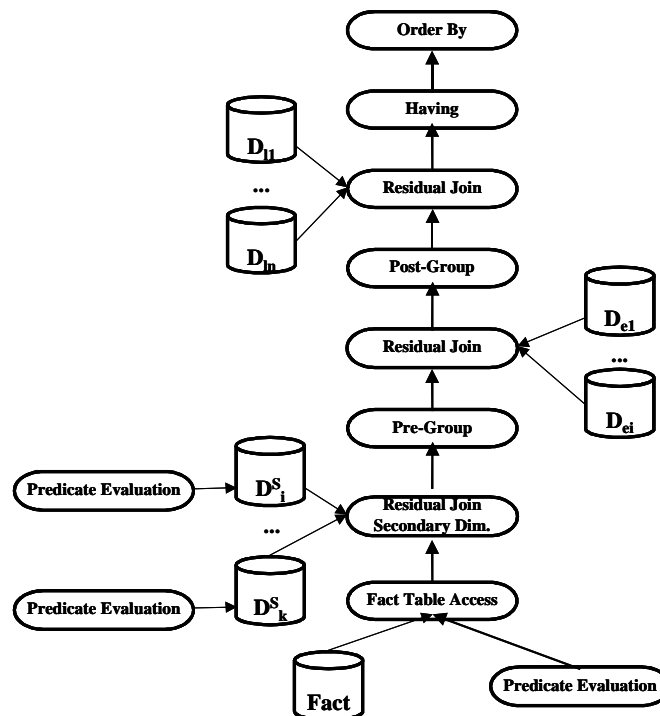 Order By
Having
D_l1
...
Residual Join
D_ln
Post-Group
D_e1
Residual Join
...
D_ei
Pre-Group
Predicate Evaluation
D^S_i
Residual Join
Secondary Dim.
...
Predicate Evaluation
D^S_k
Fact Table Access
Fact
Predicate Evaluation